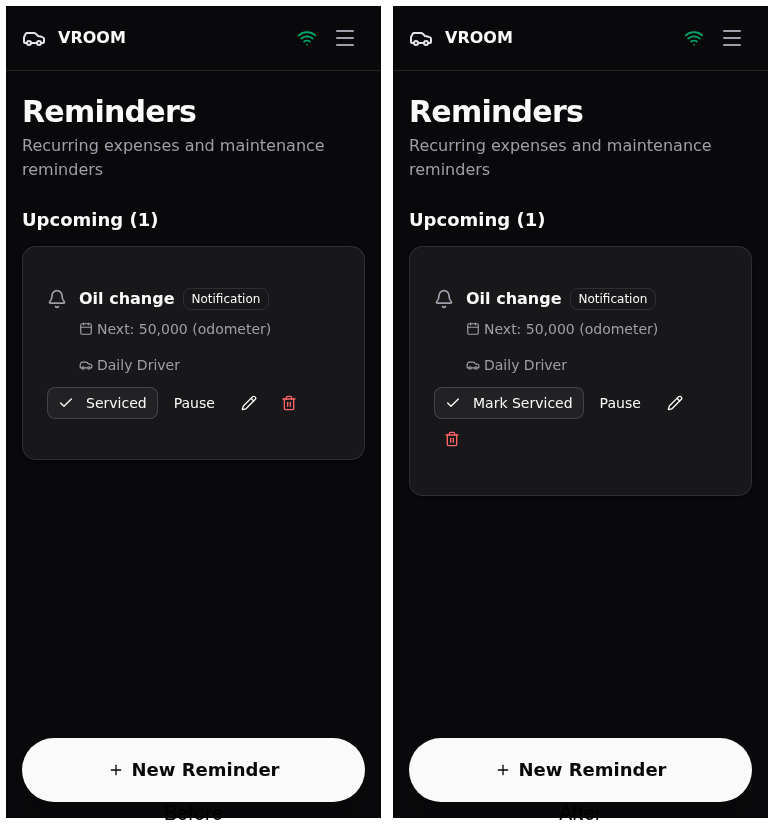 VROOM
Reminders
Recurring expenses and maintenance
reminders
Upcoming (1)
Oil change Notification
Next: 50,000 (odometer)
Daily Driver
Serviced Pause
+ New Reminder
Before
VROOM
Reminders
Recurring expenses and maintenance
reminders
Upcoming (1)
Oil change Notification
Next: 50,000 (odometer)
Daily Driver
Mark Serviced Pause
+ New Reminder
After